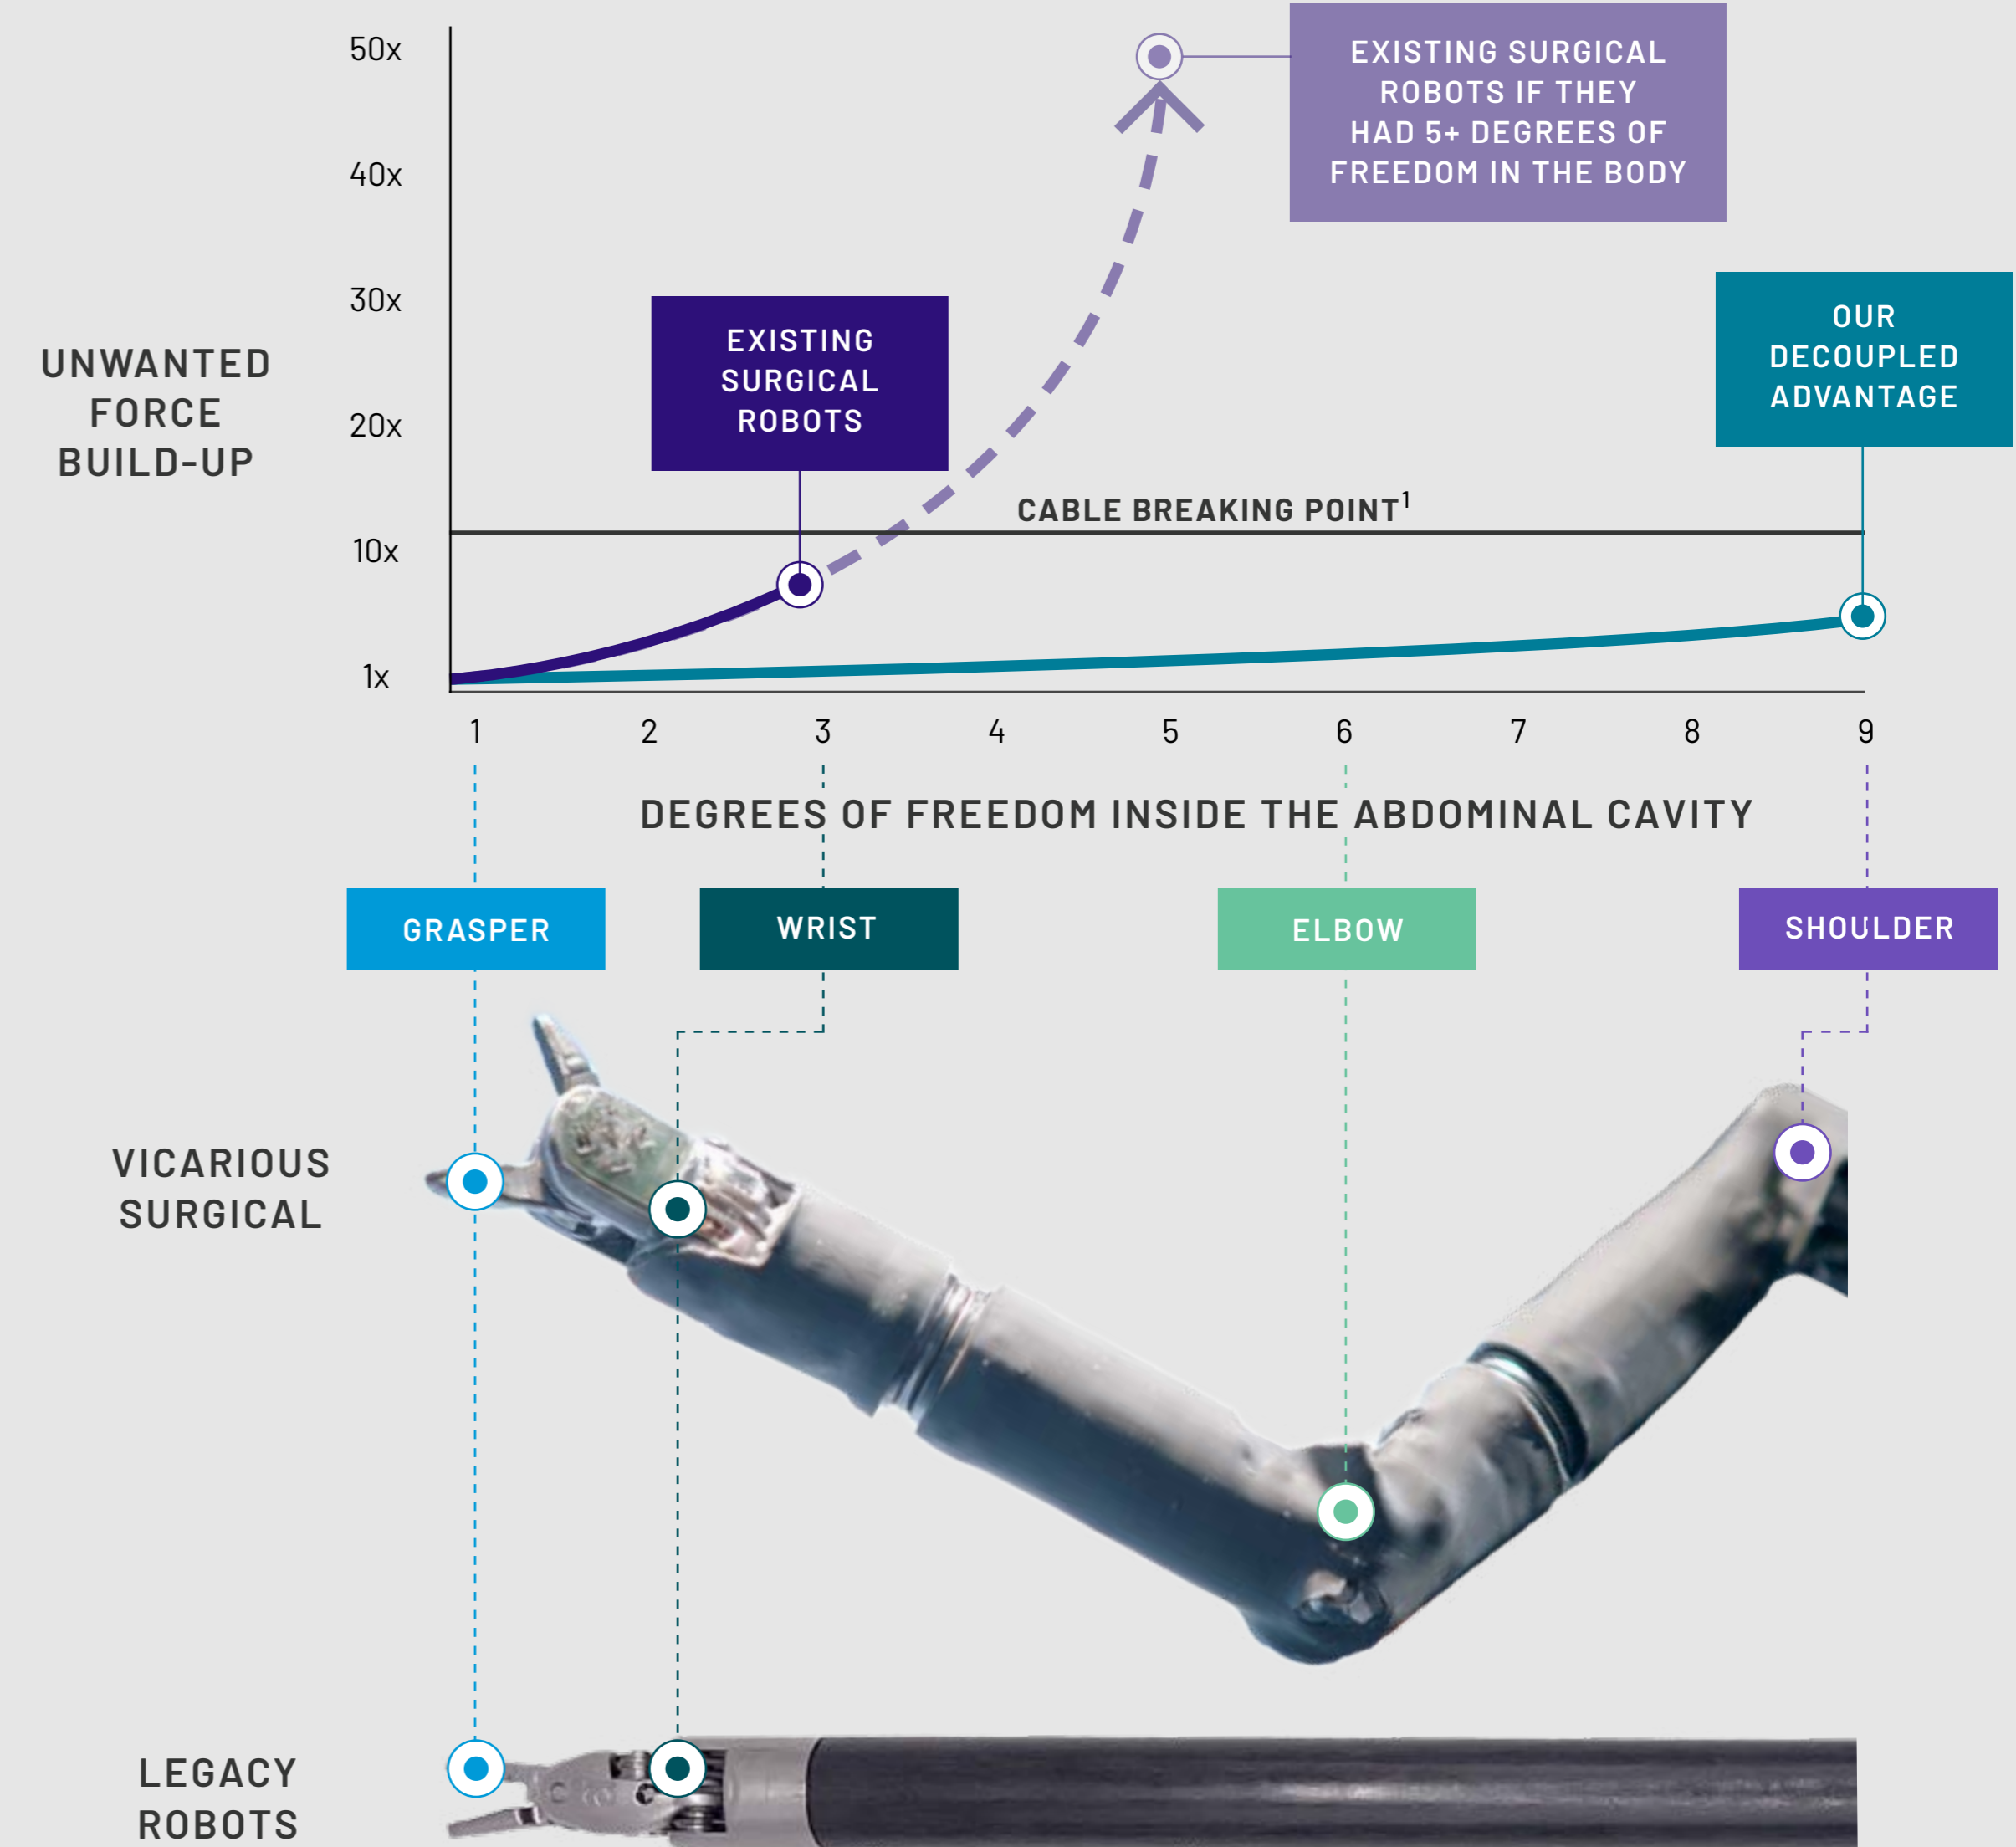 50x
40x
30x
20x
10x
1x
UNWANTED
FORCE
BUILD-UP
EXISTING SURGICAL
ROBOTS IF THEY
HAD 5+ DEGREES OF
FREEDOM IN THE BODY
EXISTING
SURGICAL
ROBOTS
OUR
DECOUPLED
ADVANTAGE
CABLE BREAKING POINT¹
1 2 3 4 5 6 7 8 9
DEGREES OF FREEDOM INSIDE THE ABDOMINAL CAVITY
GRASPER
WRIST
ELBOW
SHOULDER
VICARIOUS
SURGICAL
LEGACY
ROBOTS